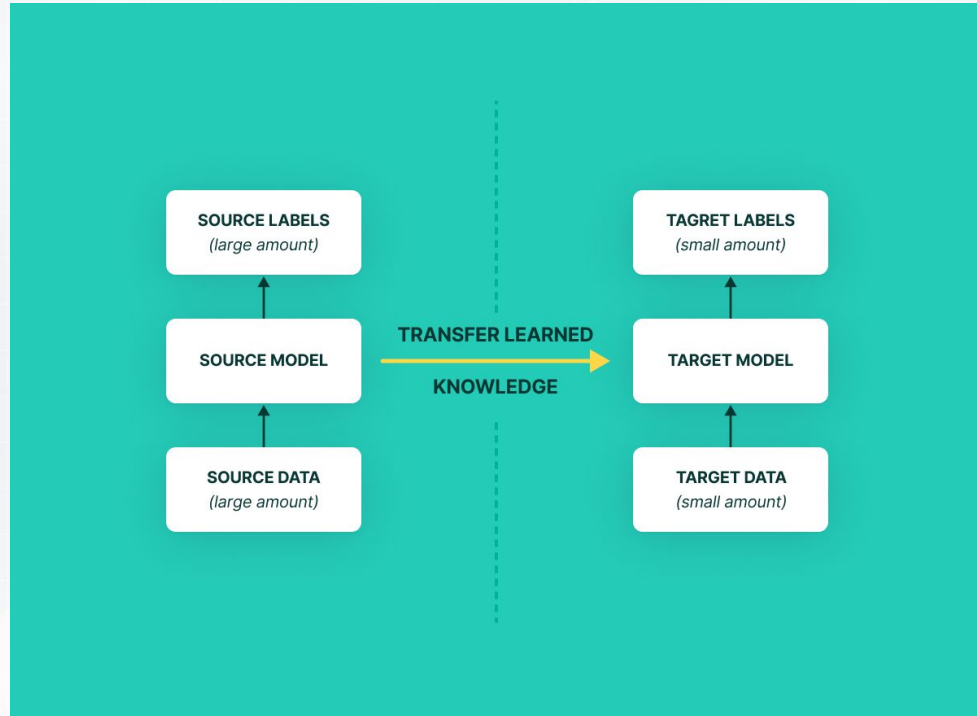 SOURCE LABELS
(large amount)
SOURCE MODEL
SOURCE DATA
(large amount)
TRANSFER LEARNED
KNOWLEDGE
TAGRET LABELS
(small amount)
TARGET MODEL
TARGET DATA
(small amount)